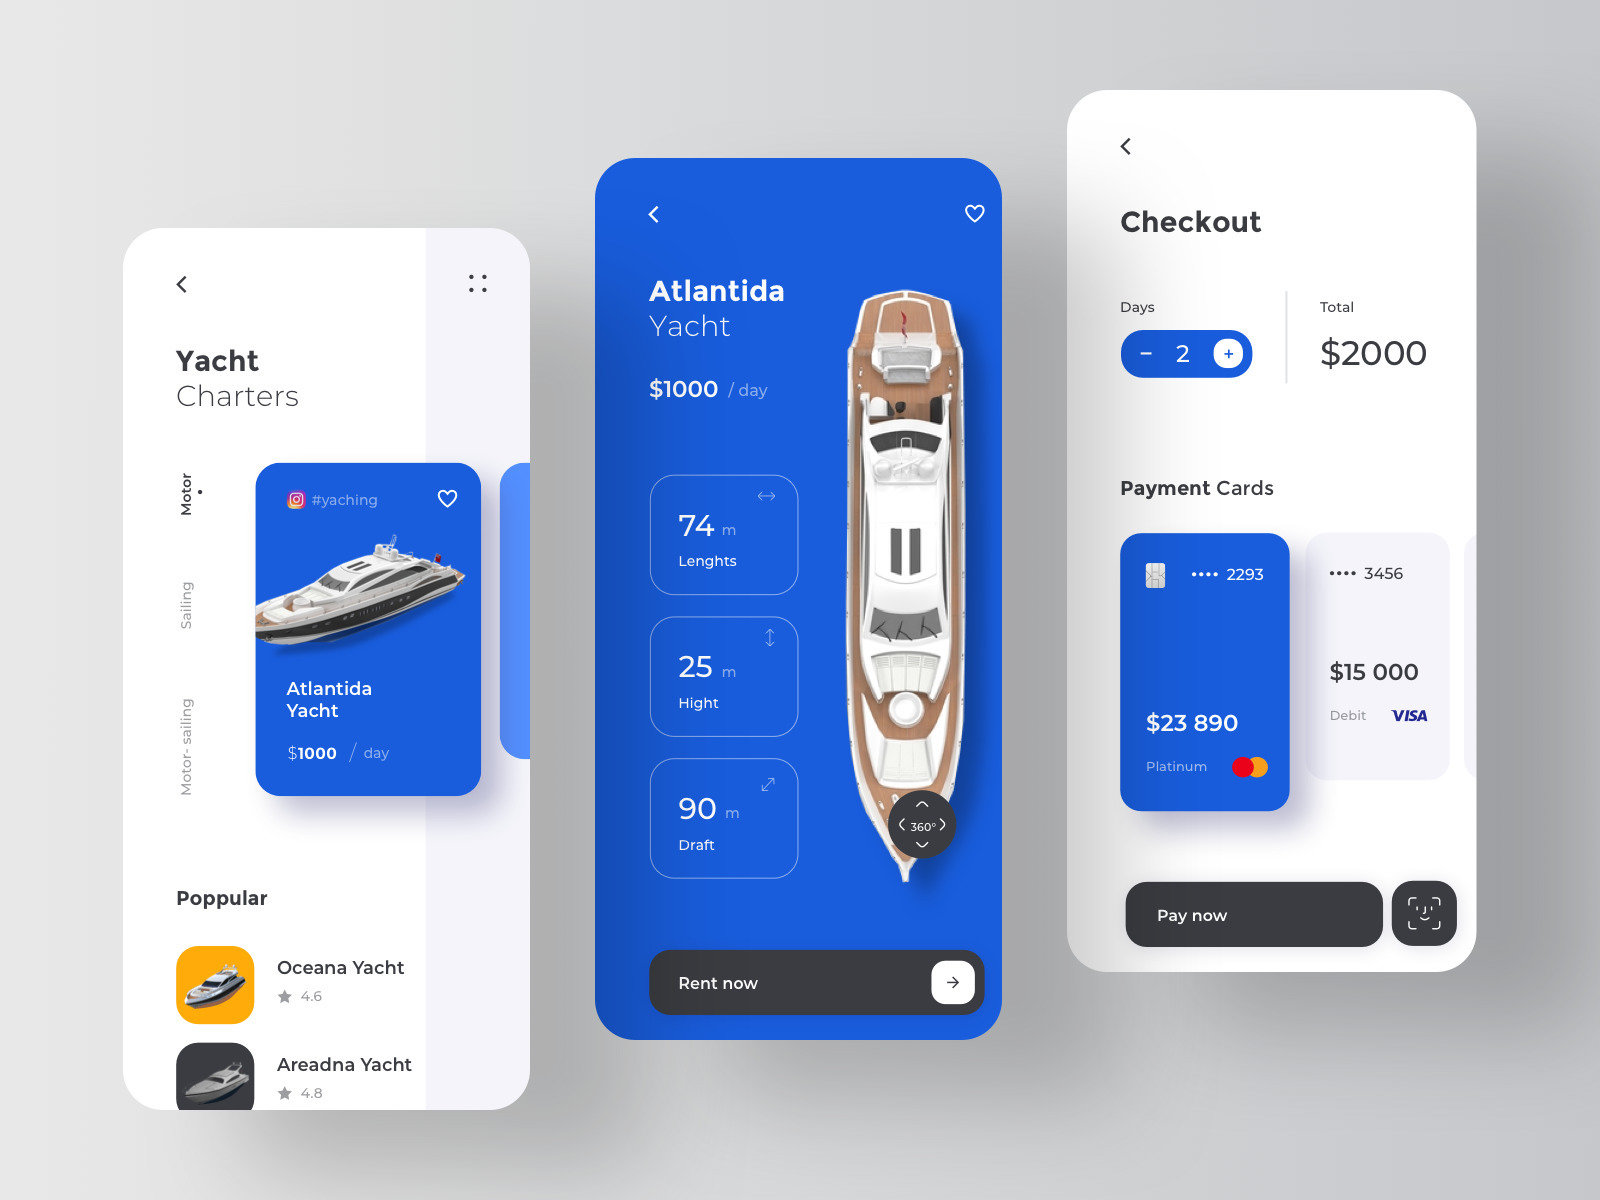 Yacht
Charters
Motor
Sailing
Motor- sailing
#yaching
Atlantida
Yacht
$1000 / day
Poppular
Oceana Yacht
4.6
Areadna Yacht
4.8
Atlantida
Yacht
$1000 / day
74 m
Lenghts
25 m
Hight
90 m
Draft
360°
Rent now
Checkout
Days
− 2 +
Total
$2000
Payment Cards
•••• 2293
$23 890
Platinum
•••• 3456
$15 000
Debit VISA
Pay now